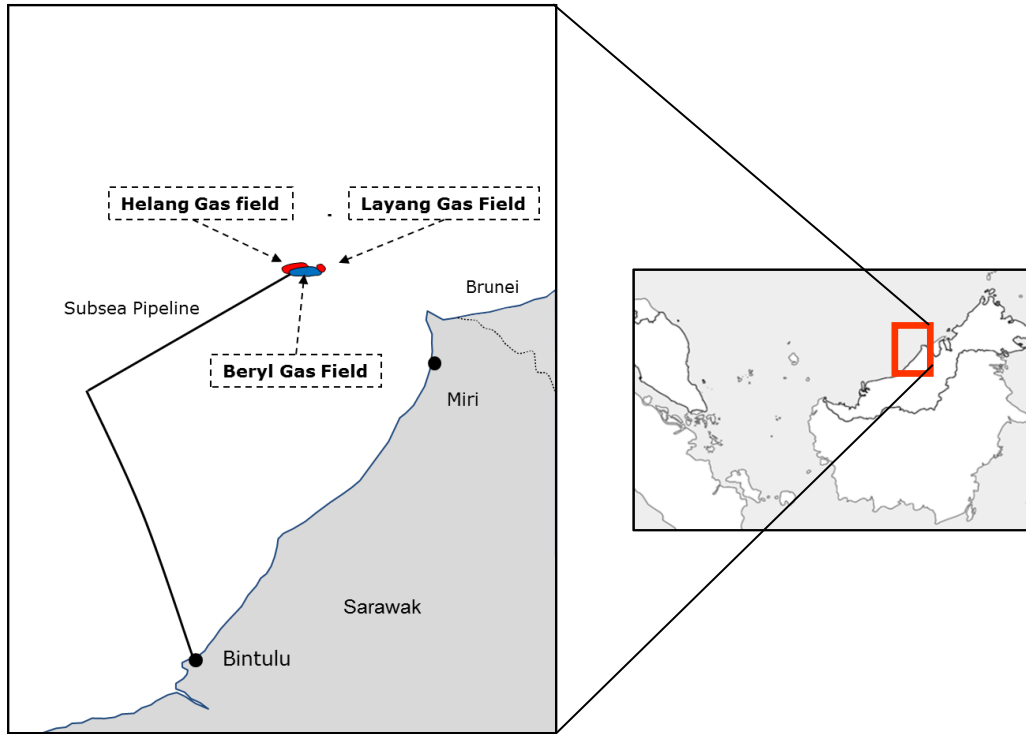 Helang Gas field
Layang Gas Field
Brunei
Subsea Pipeline
Beryl Gas Field
Miri
Sarawak
Bintulu